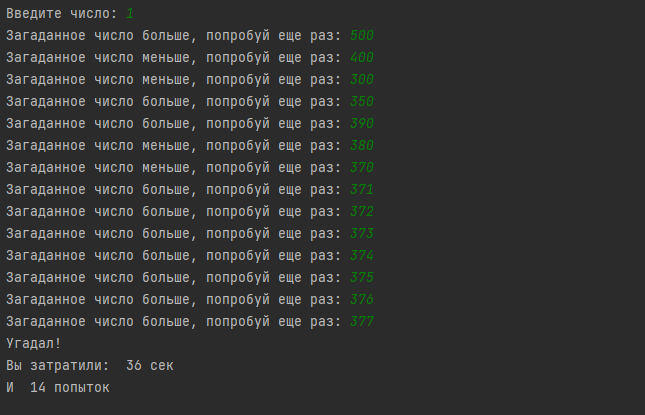 Введите число: 1
Загаданное число больше, попробуй еще раз: 500
Загаданное число меньше, попробуй еще раз: 400
Загаданное число меньше, попробуй еще раз: 300
Загаданное число больше, попробуй еще раз: 350
Загаданное число больше, попробуй еще раз: 390
Загаданное число меньше, попробуй еще раз: 380
Загаданное число меньше, попробуй еще раз: 370
Загаданное число больше, попробуй еще раз: 371
Загаданное число больше, попробуй еще раз: 372
Загаданное число больше, попробуй еще раз: 373
Загаданное число больше, попробуй еще раз: 374
Загаданное число больше, попробуй еще раз: 375
Загаданное число больше, попробуй еще раз: 376
Загаданное число больше, попробуй еще раз: 377
Угадал!
Вы затратили:  36 сек
И  14 попыток